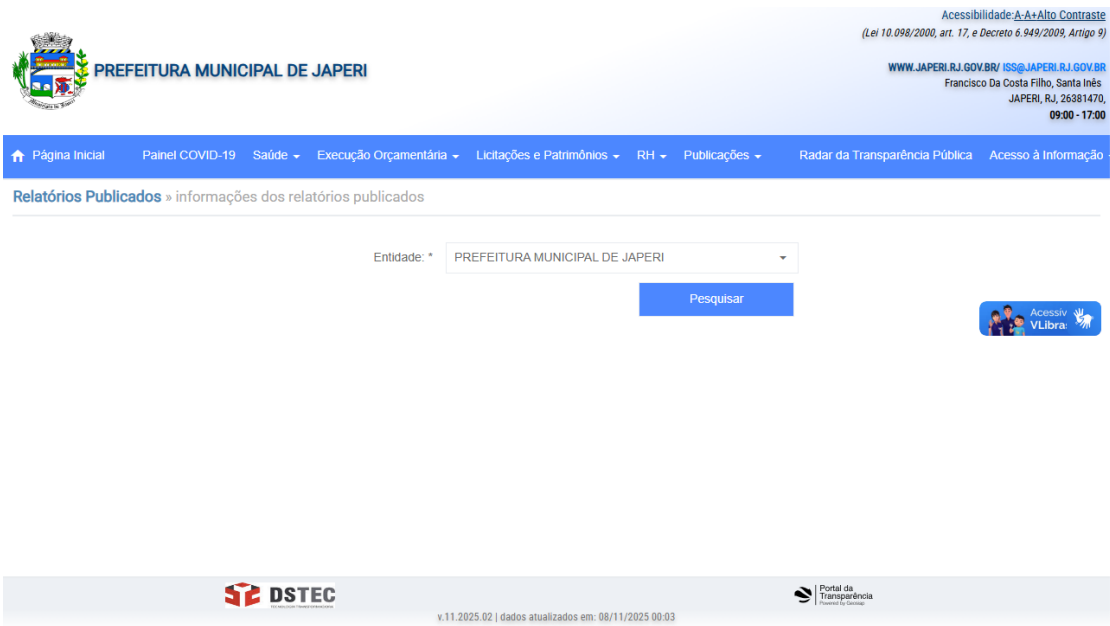 Acessibilidade:A-A+Alto Contraste
(Lei 10.098/2000, art. 17, e Decreto 6.949/2009, Artigo 9)
PREFEITURA MUNICIPAL DE JAPERI
WWW.JAPERI.RJ.GOV.BR/ ISS@JAPERI.RJ.GOV.BR
Francisco Da Costa Filho, Santa Inês
JAPERI, RJ, 26381470,
09:00 - 17:00
Página Inicial Painel COVID-19 Saúde Execução Orçamentária Licitações e Patrimônios RH Publicações Radar da Transparência Pública Acesso à Informação
Relatórios Publicados » informações dos relatórios publicados
Entidade: * PREFEITURA MUNICIPAL DE JAPERI
Pesquisar
Acessív
VLibra
DSTEC
Portal da
Transparência
v.11.2025.02 | dados atualizados em: 08/11/2025 00:03